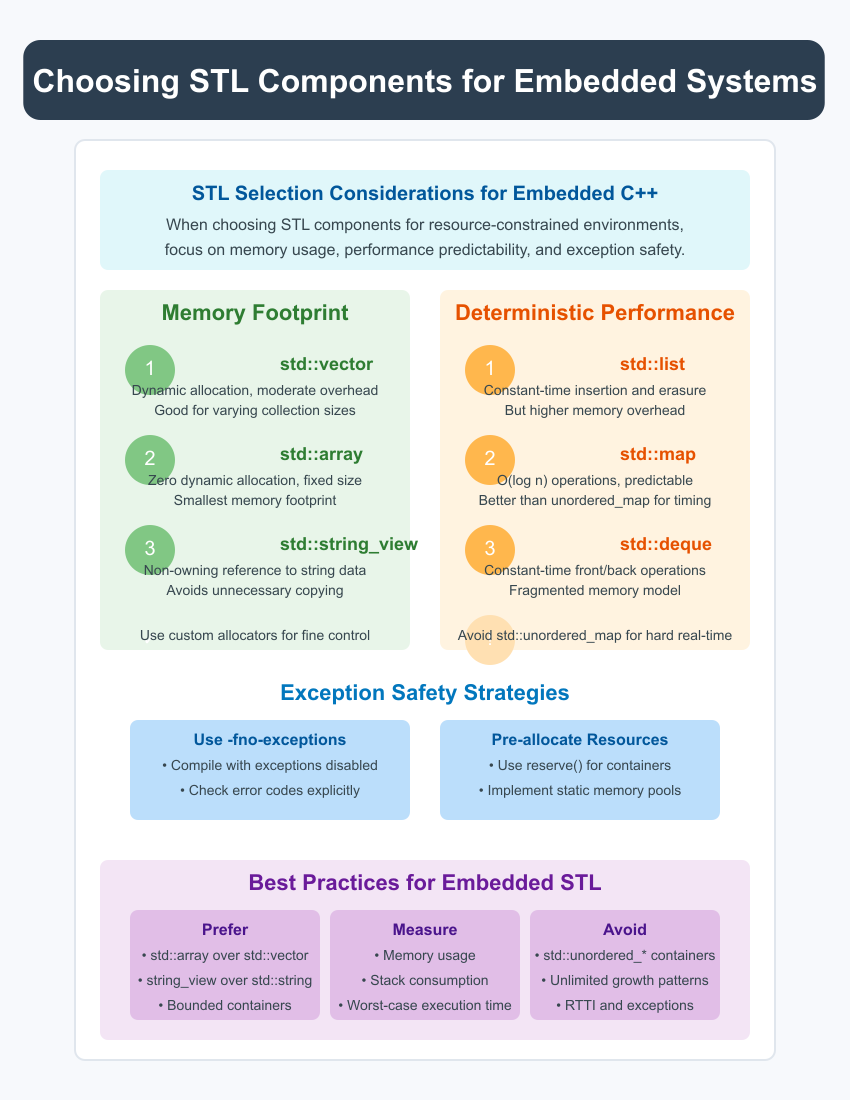 Choosing STL Components for Embedded Systems
STL Selection Considerations for Embedded C++
When choosing STL components for resource-constrained environments,
focus on memory usage, performance predictability, and exception safety.
Memory Footprint
1
std::vector
Dynamic allocation, moderate overhead
Good for varying collection sizes
2
std::array
Zero dynamic allocation, fixed size
Smallest memory footprint
3
std::string_view
Non-owning reference to string data
Avoids unnecessary copying
Use custom allocators for fine control
Deterministic Performance
1
std::list
Constant-time insertion and erasure
But higher memory overhead
2
std::map
O(log n) operations, predictable
Better than unordered_map for timing
3
std::deque
Constant-time front/back operations
Fragmented memory model
Avoid std::unordered_map for hard real-time
Exception Safety Strategies
Use -fno-exceptions
• Compile with exceptions disabled
• Check error codes explicitly
Pre-allocate Resources
• Use reserve() for containers
• Implement static memory pools
Best Practices for Embedded STL
Prefer
• std::array over std::vector
• string_view over std::string
• Bounded containers
Measure
• Memory usage
• Stack consumption
• Worst-case execution time
Avoid
• std::unordered_* containers
• Unlimited growth patterns
• RTTI and exceptions